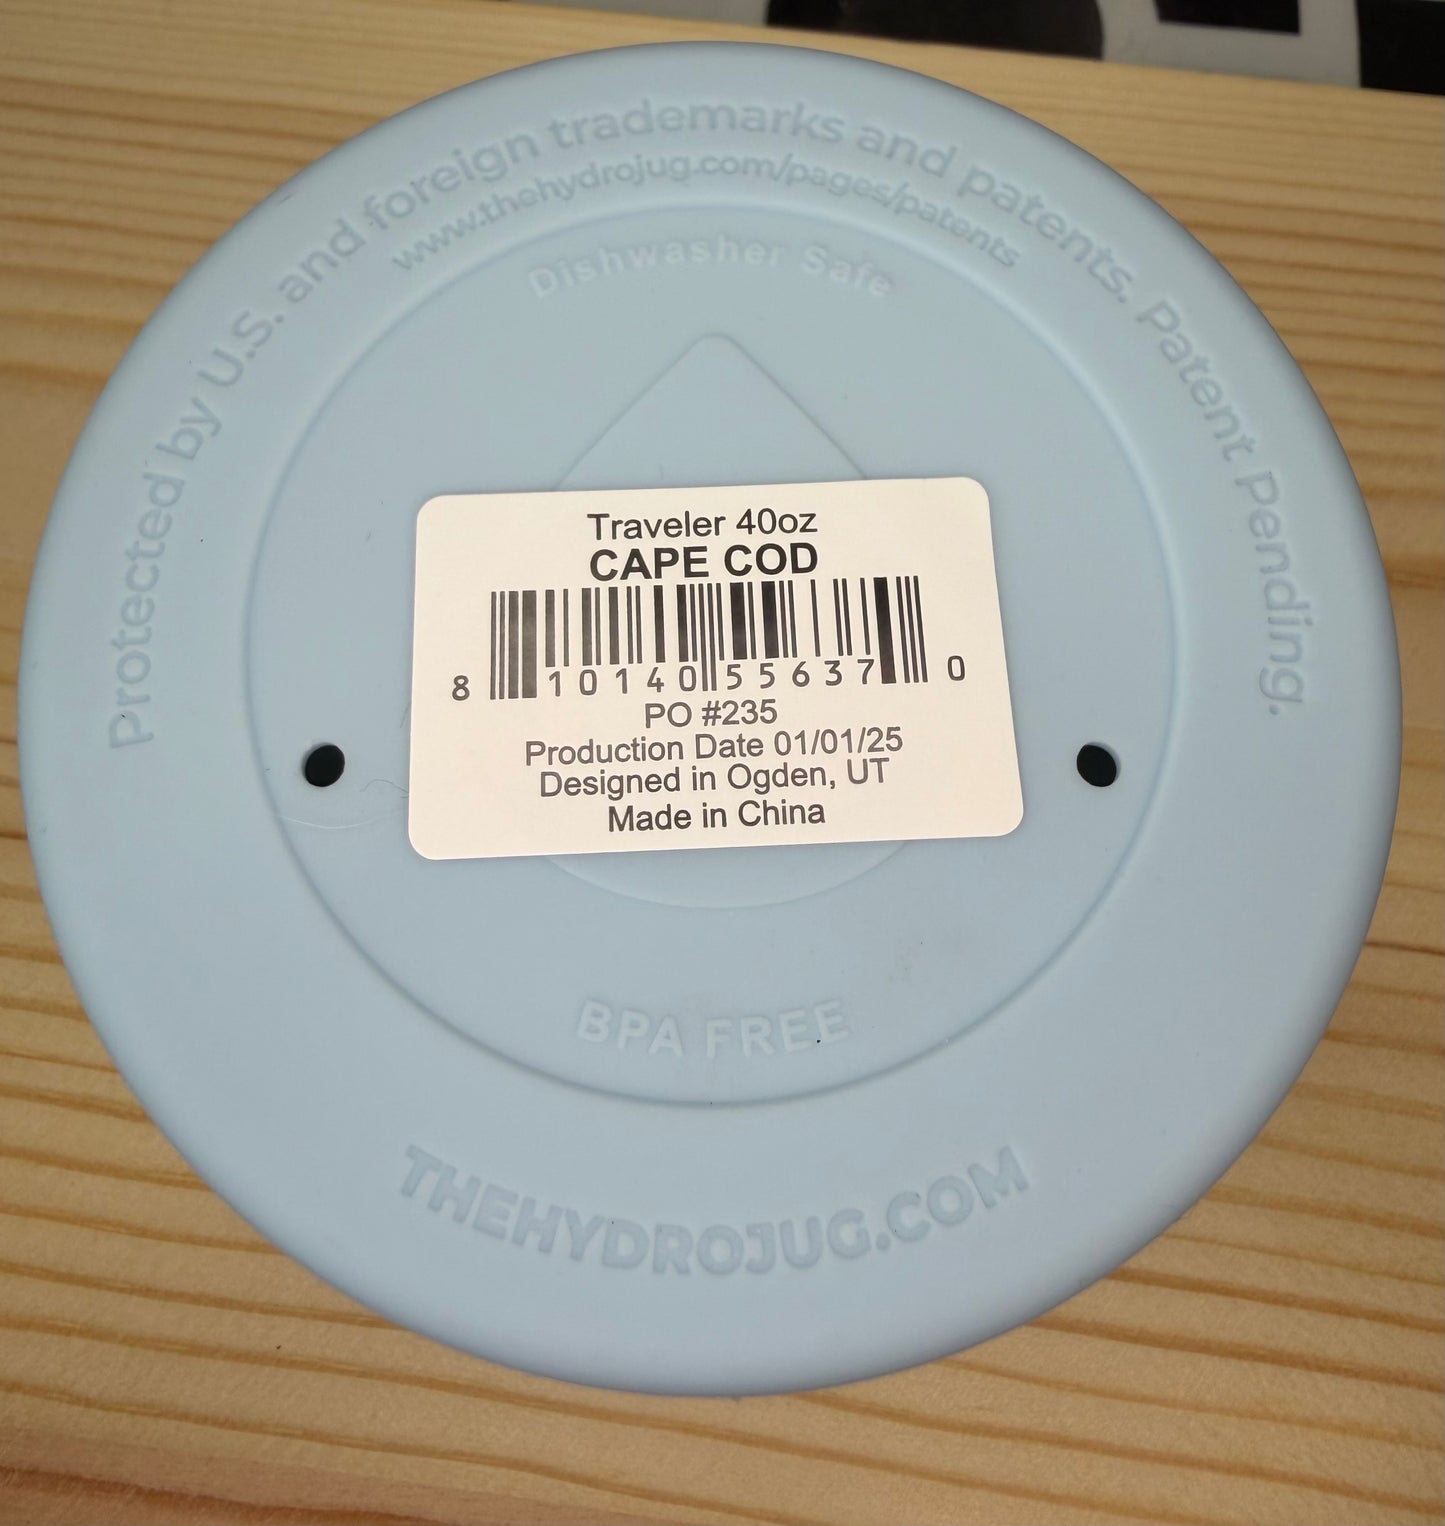 Protected by U.S. and foreign trademarks and patents. Patent Pending.
www.thehydrojug.com/pages/patents
Dishwasher Safe
Traveler 40oz
CAPE COD
8 10140 55637 0
PO #235
Production Date 01/01/25
Designed in Ogden, UT
Made in China
BPA FREE
THEHYDROJUG.COM